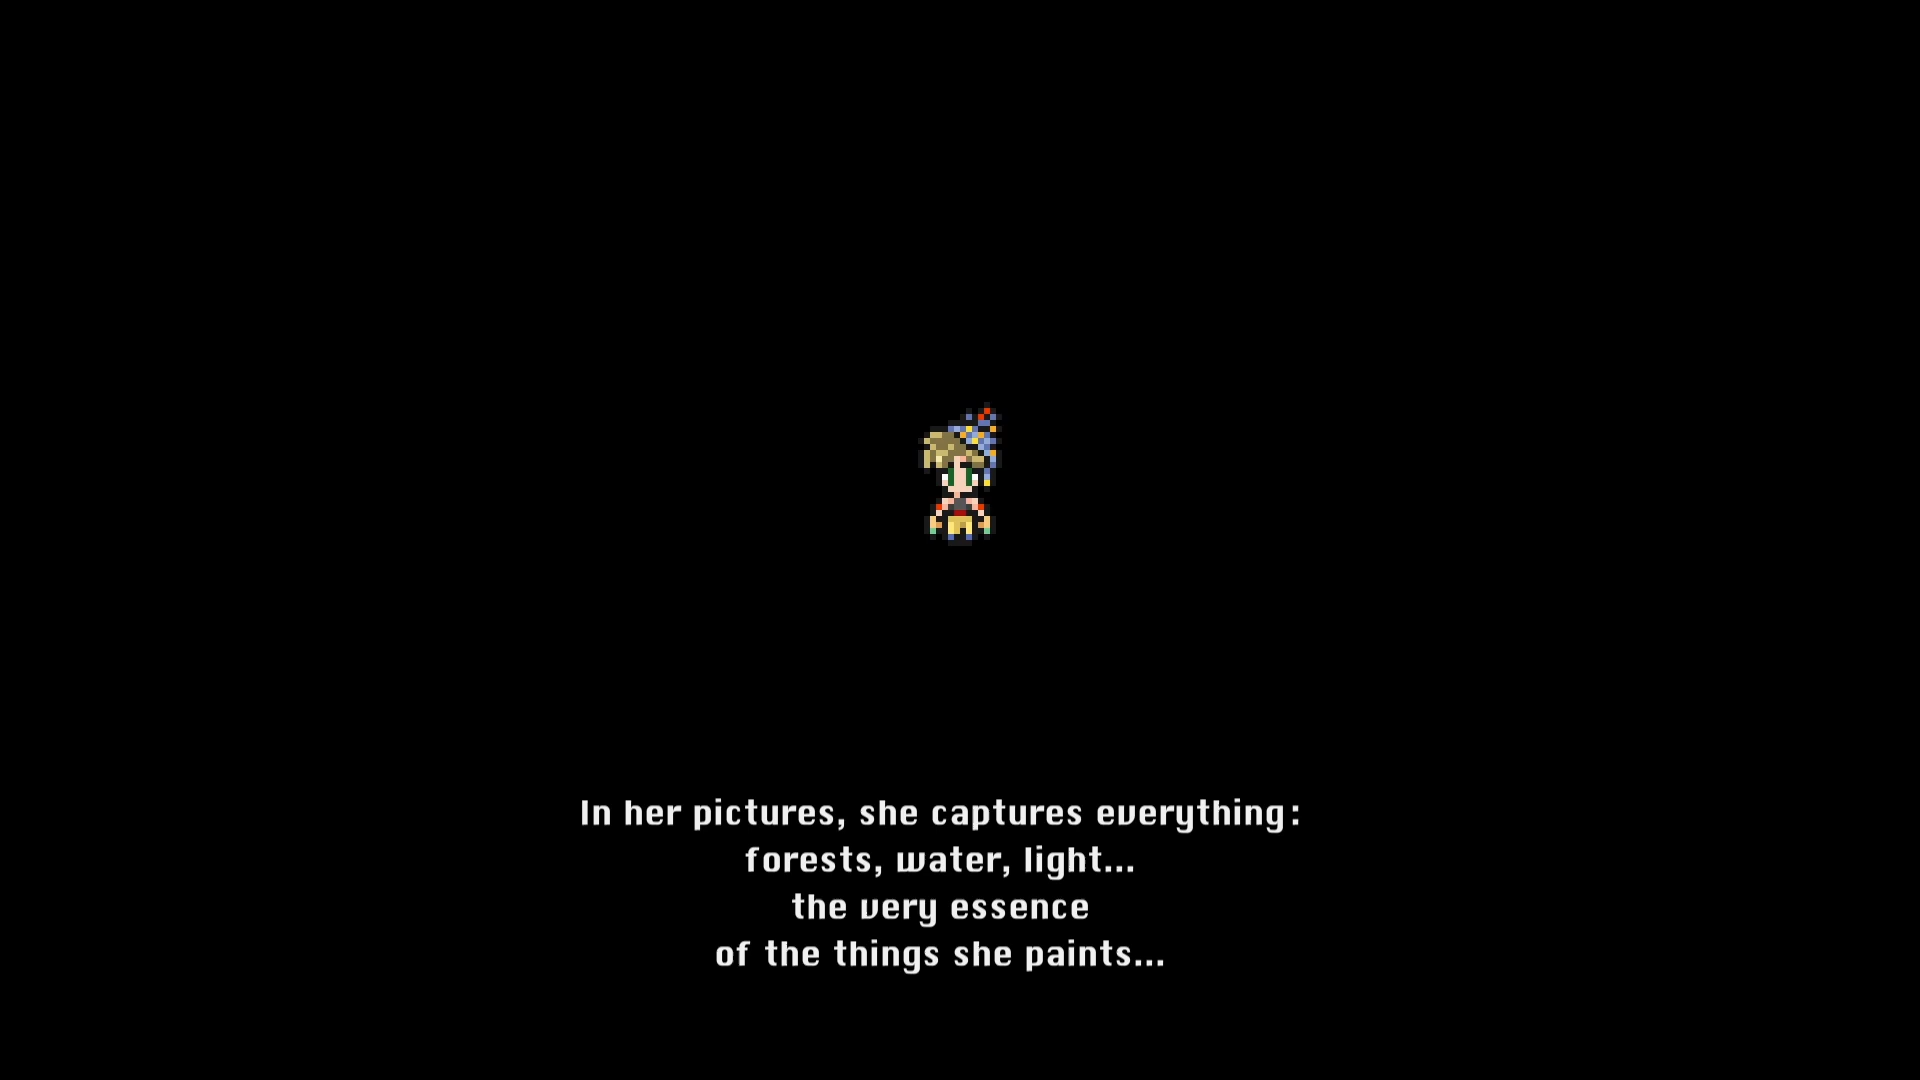 In her pictures, she captures everything:
forests, water, light...
the very essence
of the things she paints...